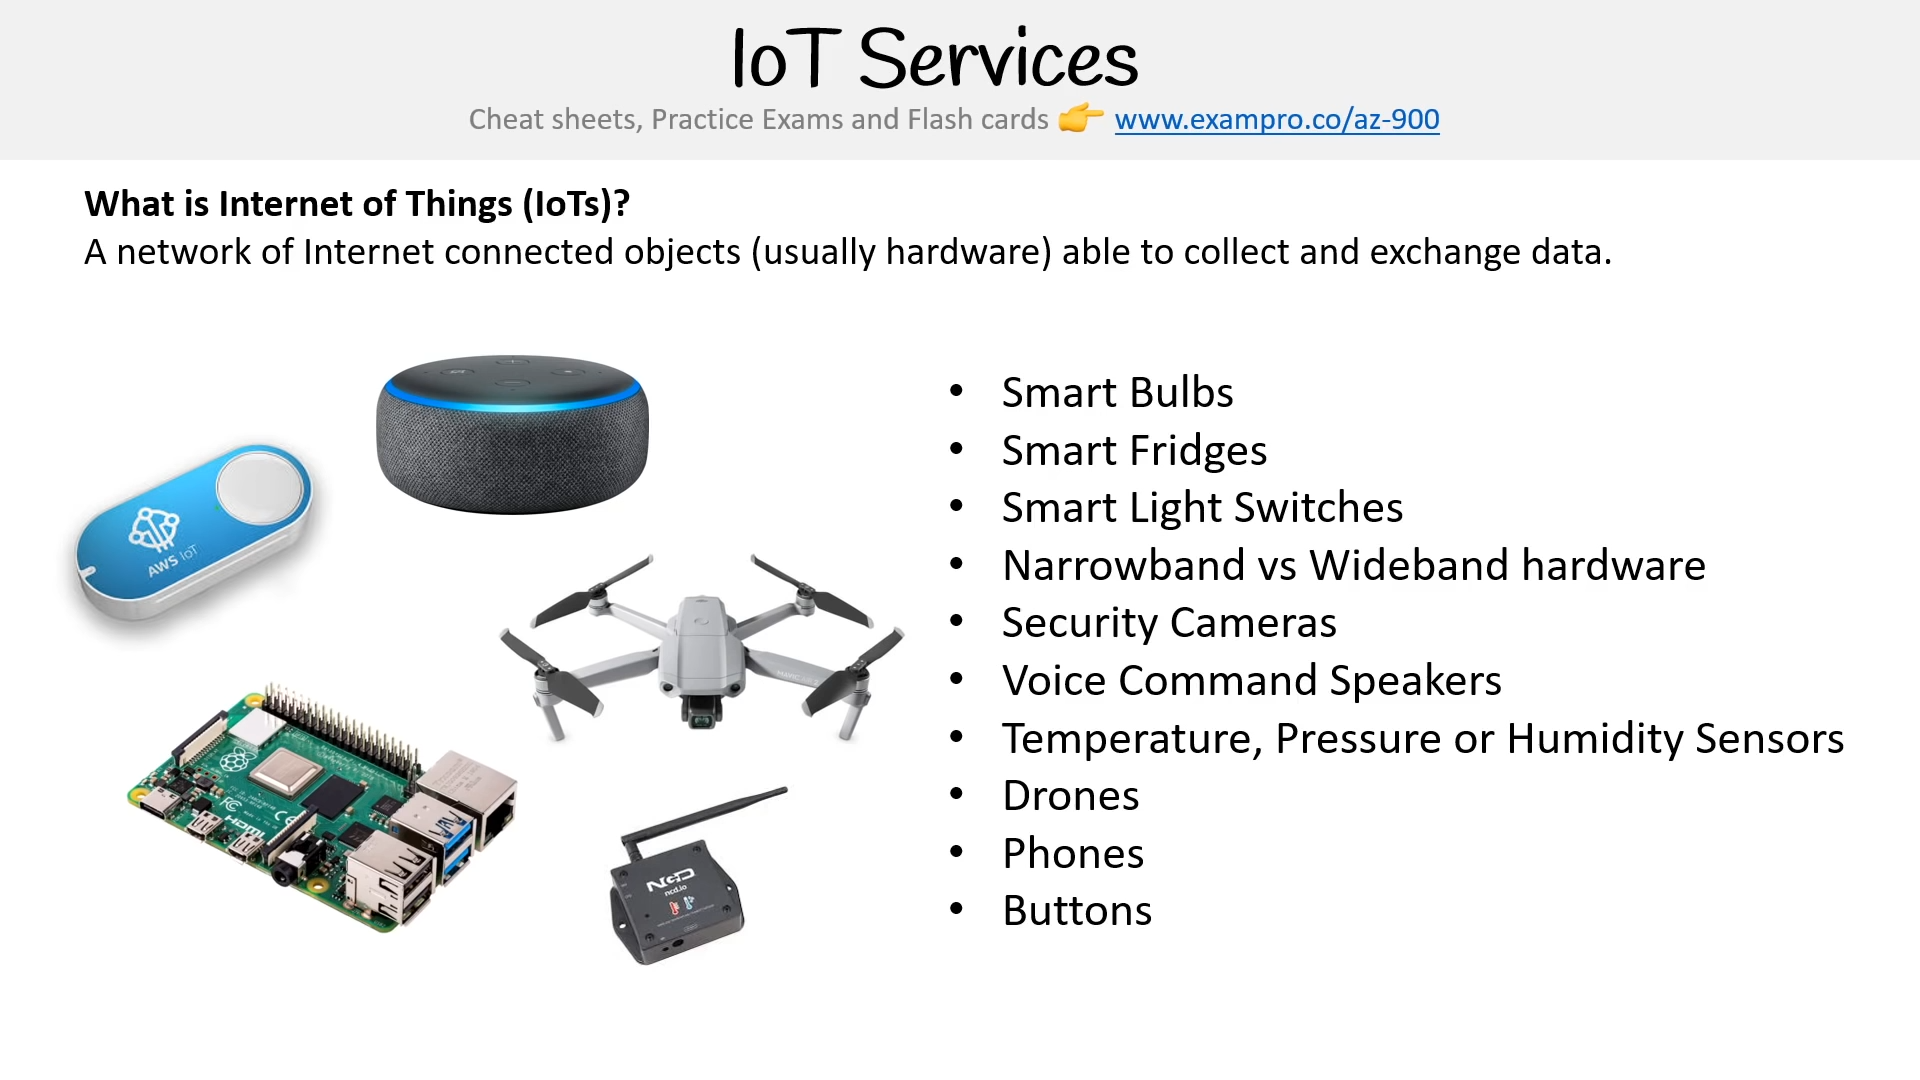 IoT Services
Cheat sheets, Practice Exams and Flash cards 👉 www.exampro.co/az-900
What is Internet of Things (IoTs)?
A network of Internet connected objects (usually hardware) able to collect and exchange data.
• Smart Bulbs
• Smart Fridges
• Smart Light Switches
• Narrowband vs Wideband hardware
• Security Cameras
• Voice Command Speakers
• Temperature, Pressure or Humidity Sensors
• Drones
• Phones
• Buttons
AWS IoT
HDMI
FC CE
NCD
ncd.io